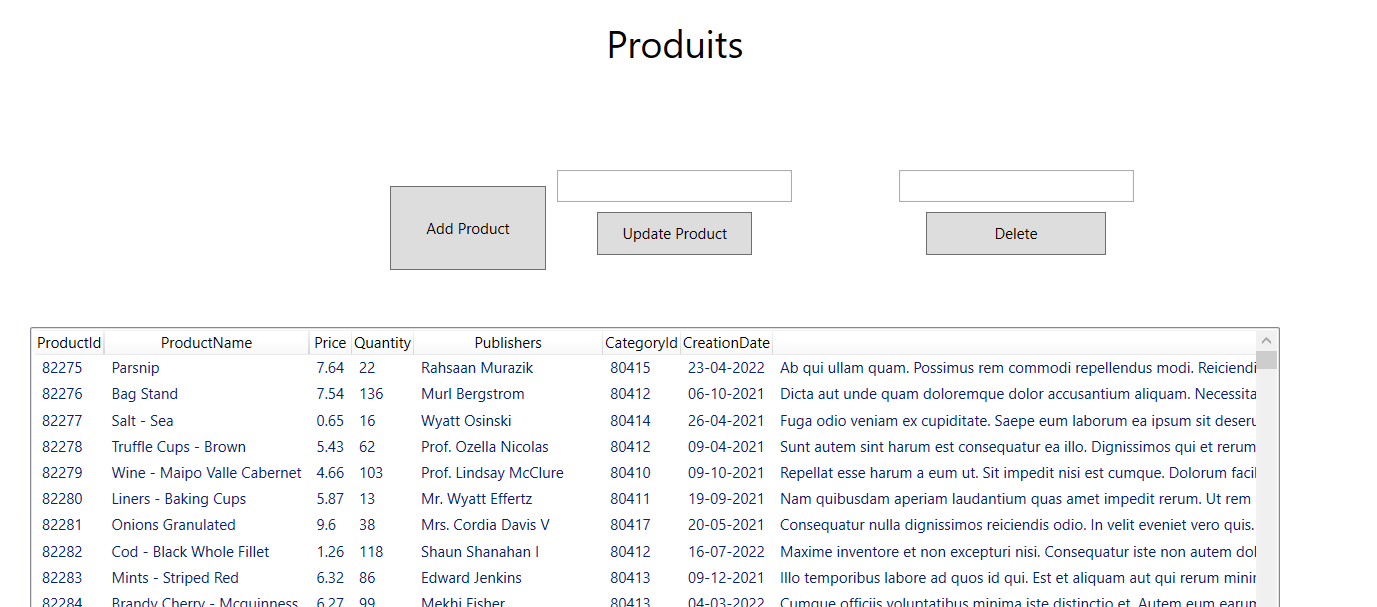 Produits
Add Product
Update Product
Delete
ProductId ProductName Price Quantity Publishers CategoryId CreationDate
82275 Parsnip 7.64 22 Rahsaan Murazik 80415 23-04-2022 Ab qui ullam quam. Possimus rem commodi repellendus modi. Reiciendi
82276 Bag Stand 7.54 136 Murl Bergstrom 80412 06-10-2021 Dicta aut unde quam doloremque dolor accusantium aliquam. Necessita
82277 Salt - Sea 0.65 16 Wyatt Osinski 80414 26-04-2021 Fuga odio veniam ex cupiditate. Saepe eum laborum ea ipsum sit deseru
82278 Truffle Cups - Brown 5.43 62 Prof. Ozella Nicolas 80412 09-04-2021 Sunt autem sint harum est consequatur ea illo. Dignissimos qui et rerum
82279 Wine - Maipo Valle Cabernet 4.66 103 Prof. Lindsay McClure 80410 09-10-2021 Repellat esse harum a eum ut. Sit impedit nisi est cumque. Dolorum facil
82280 Liners - Baking Cups 5.87 13 Mr. Wyatt Effertz 80411 19-09-2021 Nam quibusdam aperiam laudantium quas amet impedit rerum. Ut rem
82281 Onions Granulated 9.6 38 Mrs. Cordia Davis V 80417 20-05-2021 Consequatur nulla dignissimos reiciendis odio. In velit eveniet vero quis.
82282 Cod - Black Whole Fillet 1.26 118 Shaun Shanahan I 80412 16-07-2022 Maxime inventore et non excepturi nisi. Consequatur iste non autem dol
82283 Mints - Striped Red 6.32 86 Edward Jenkins 80413 09-12-2021 Illo temporibus labore ad quos id qui. Est et aliquam aut qui rerum minir
82284 Brandy Cherry - Mcguinness 6.27 99 Mekhi Fisher 80413 04-03-2022 Cumque officiis voluptatibus minima iste distinctio et. Autem eum earum